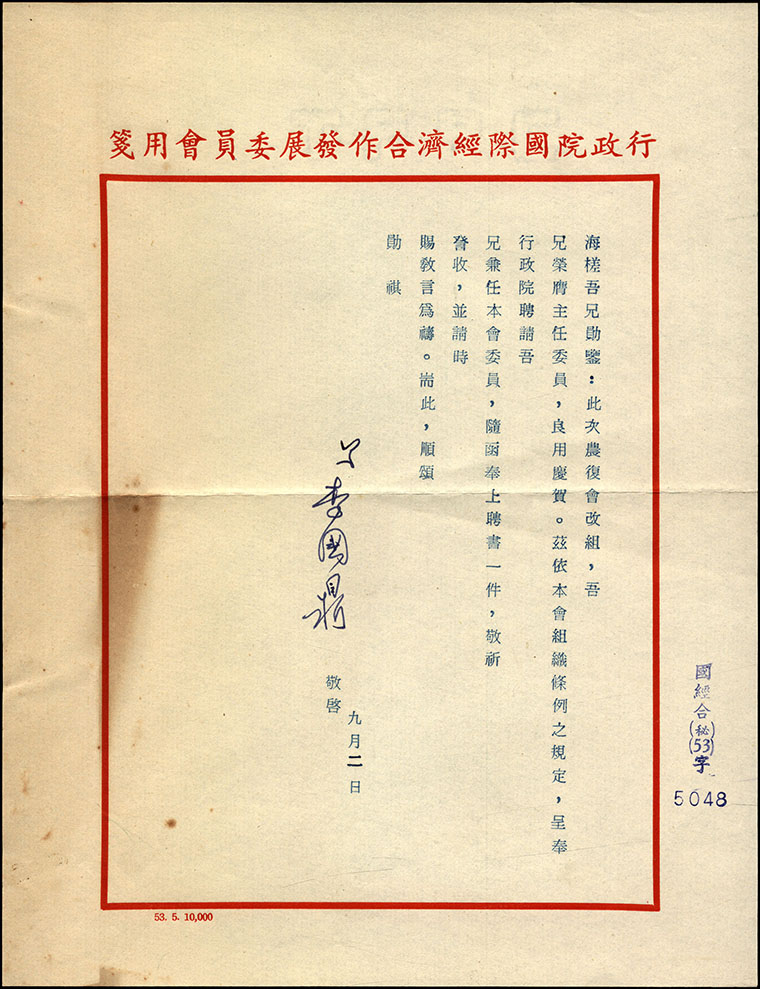 行政院國際經濟合作發展委員會用箋
海槎吾兄勛鑒：此次農復會改組，吾
兄榮膺主任委員，良用慶賀。茲依本會組織條例之規定，呈奉
行政院聘請吾
兄兼任本會委員，隨函奉上聘書一件，敬祈
詧收，並請時
賜教言為禱。耑此，順頌
勛祺
李國鼎
敬啓
九月二日
國經合(秘)(53)字
5048
53. 5. 10,000